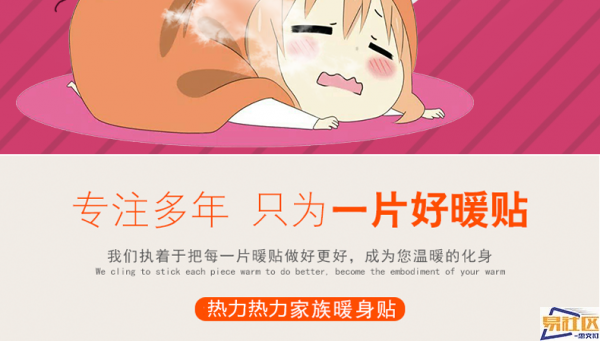 专注多年 只为一片好暖贴
我们执着于把每一片暖贴做好更好，成为您温暖的化身
We cling to stick each piece warm to do better, become the embodiment of your warm
热力热力家族暖身贴
易社区